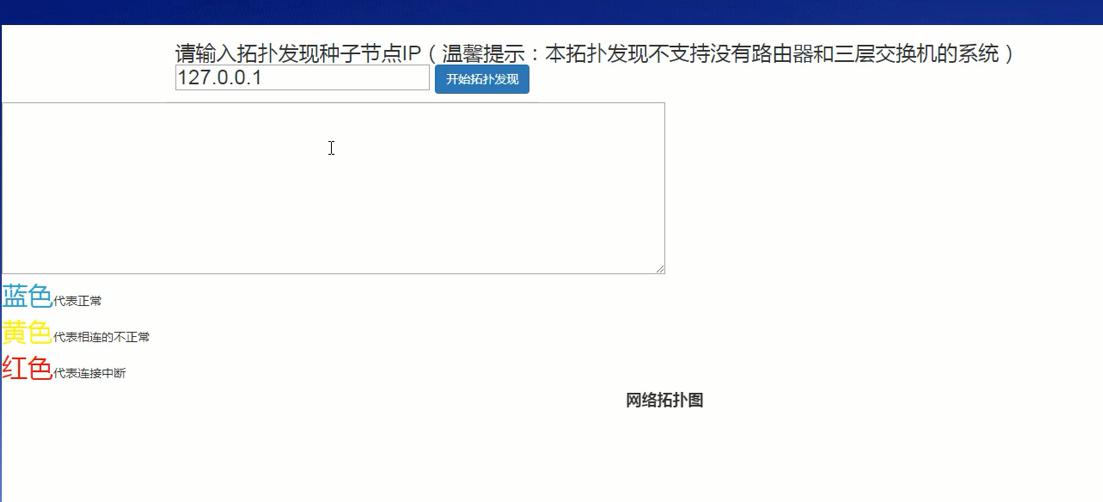 请输入拓扑发现种子节点IP（温馨提示：本拓扑发现不支持没有路由器和三层交换机的系统）
127.0.0.1 开始拓扑发现
蓝色代表正常
黄色代表相连的不正常
红色代表连接中断
网络拓扑图